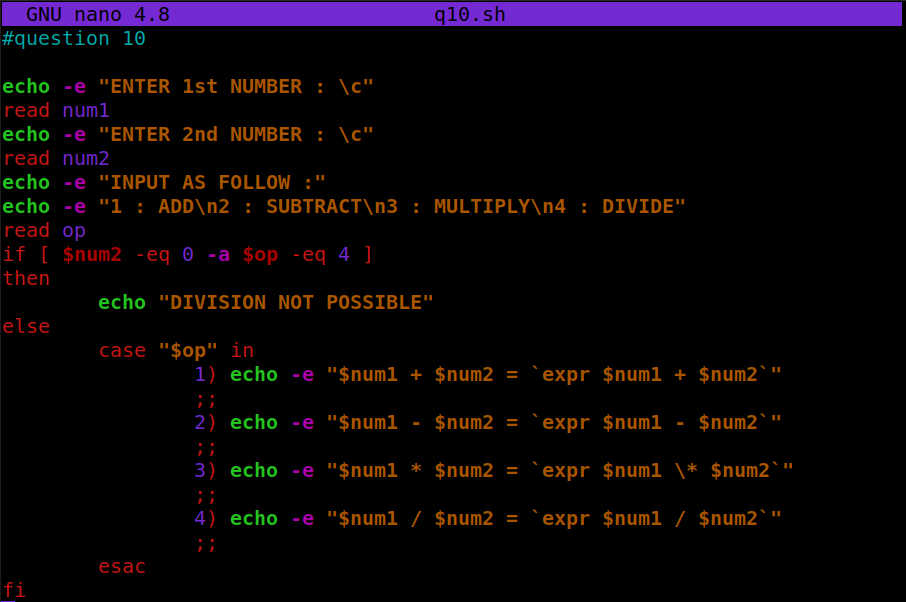 GNU nano 4.8 q10.sh
#question 10
echo -e "ENTER 1st NUMBER : \c"
read num1
echo -e "ENTER 2nd NUMBER : \c"
read num2
echo -e "INPUT AS FOLLOW :"
echo -e "1 : ADD\n2 : SUBTRACT\n3 : MULTIPLY\n4 : DIVIDE"
read op
if [ $num2 -eq 0 -a $op -eq 4 ]
then
        echo "DIVISION NOT POSSIBLE"
else
        case "$op" in
                1) echo -e "$num1 + $num2 = `expr $num1 + $num2`"
                ;;
                2) echo -e "$num1 - $num2 = `expr $num1 - $num2`"
                ;;
                3) echo -e "$num1 * $num2 = `expr $num1 \* $num2`"
                ;;
                4) echo -e "$num1 / $num2 = `expr $num1 / $num2`"
                ;;
        esac
fi